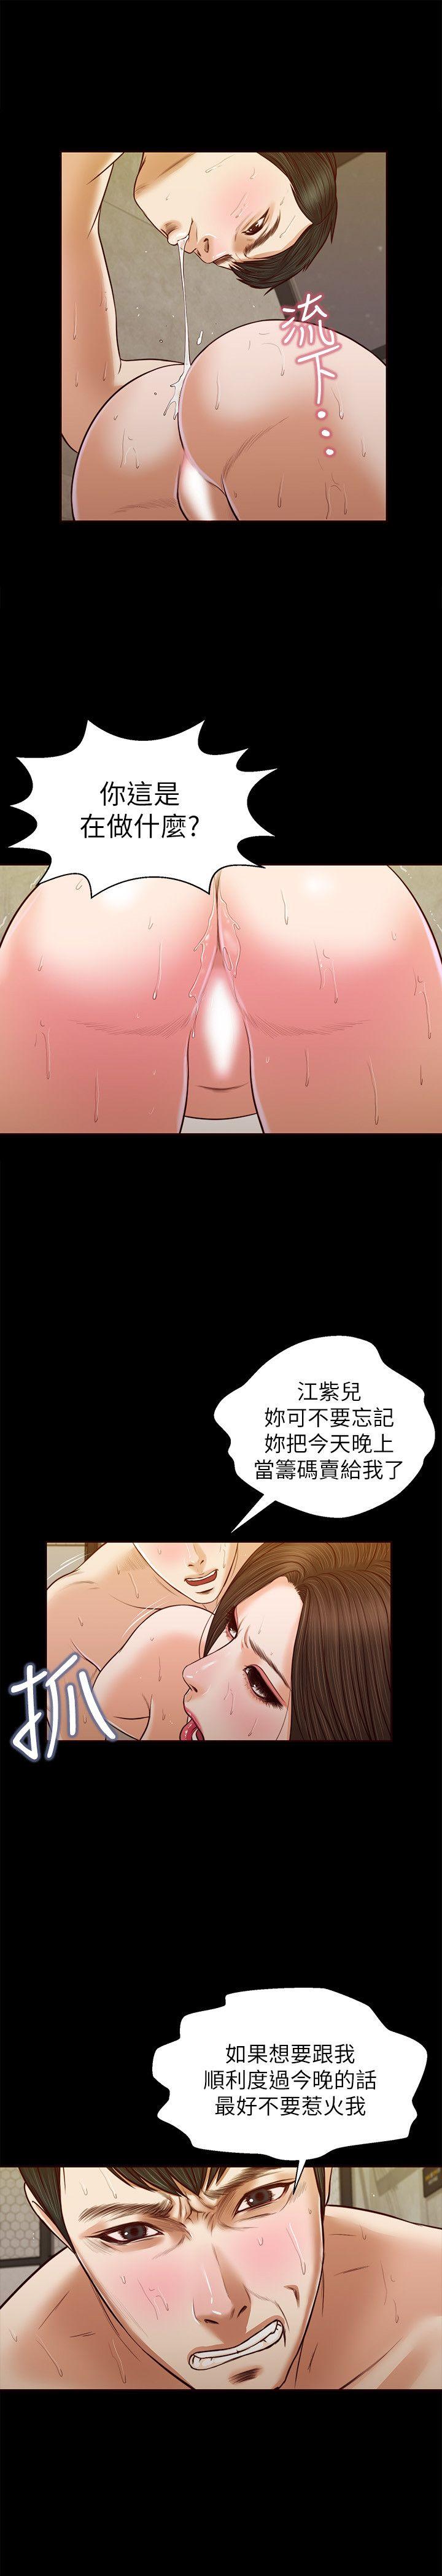 流
下…
你這是
在做什麼?
江紫兒
妳可不要忘記
妳把今天晚上
當籌碼賣給我了
抓
如果想要跟我
順利度過今晚的話
最好不要惹火我